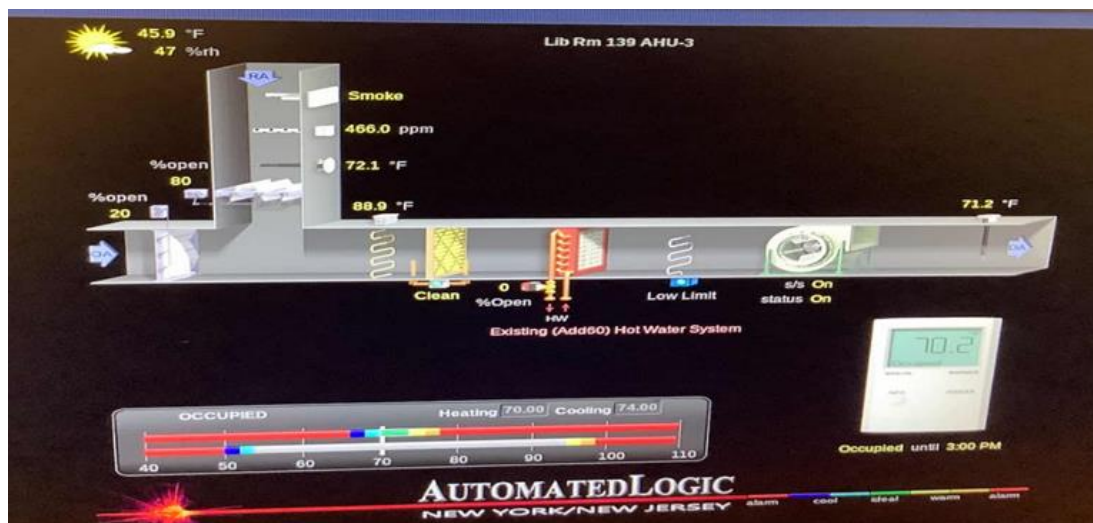 45.9 °F
47 %rh
Lib Rm 139 AHU-3
RA
Smoke
466.0 ppm
72.1 °F
%open
80
%open
20
88.9 °F
71.2 °F
OA
DA
Clean
0
%Open
HW
Low Limit
s/s On
status On
Existing (Add60) Hot Water System
70.2
OCCUPIED
Heating 70.00 Cooling 74.00
40 50 60 70 80 90 100 110
Occupied until 3:00 PM
AUTOMATEDLOGIC
NEW YORK/NEW JERSEY
alarm cool ideal warm alarm